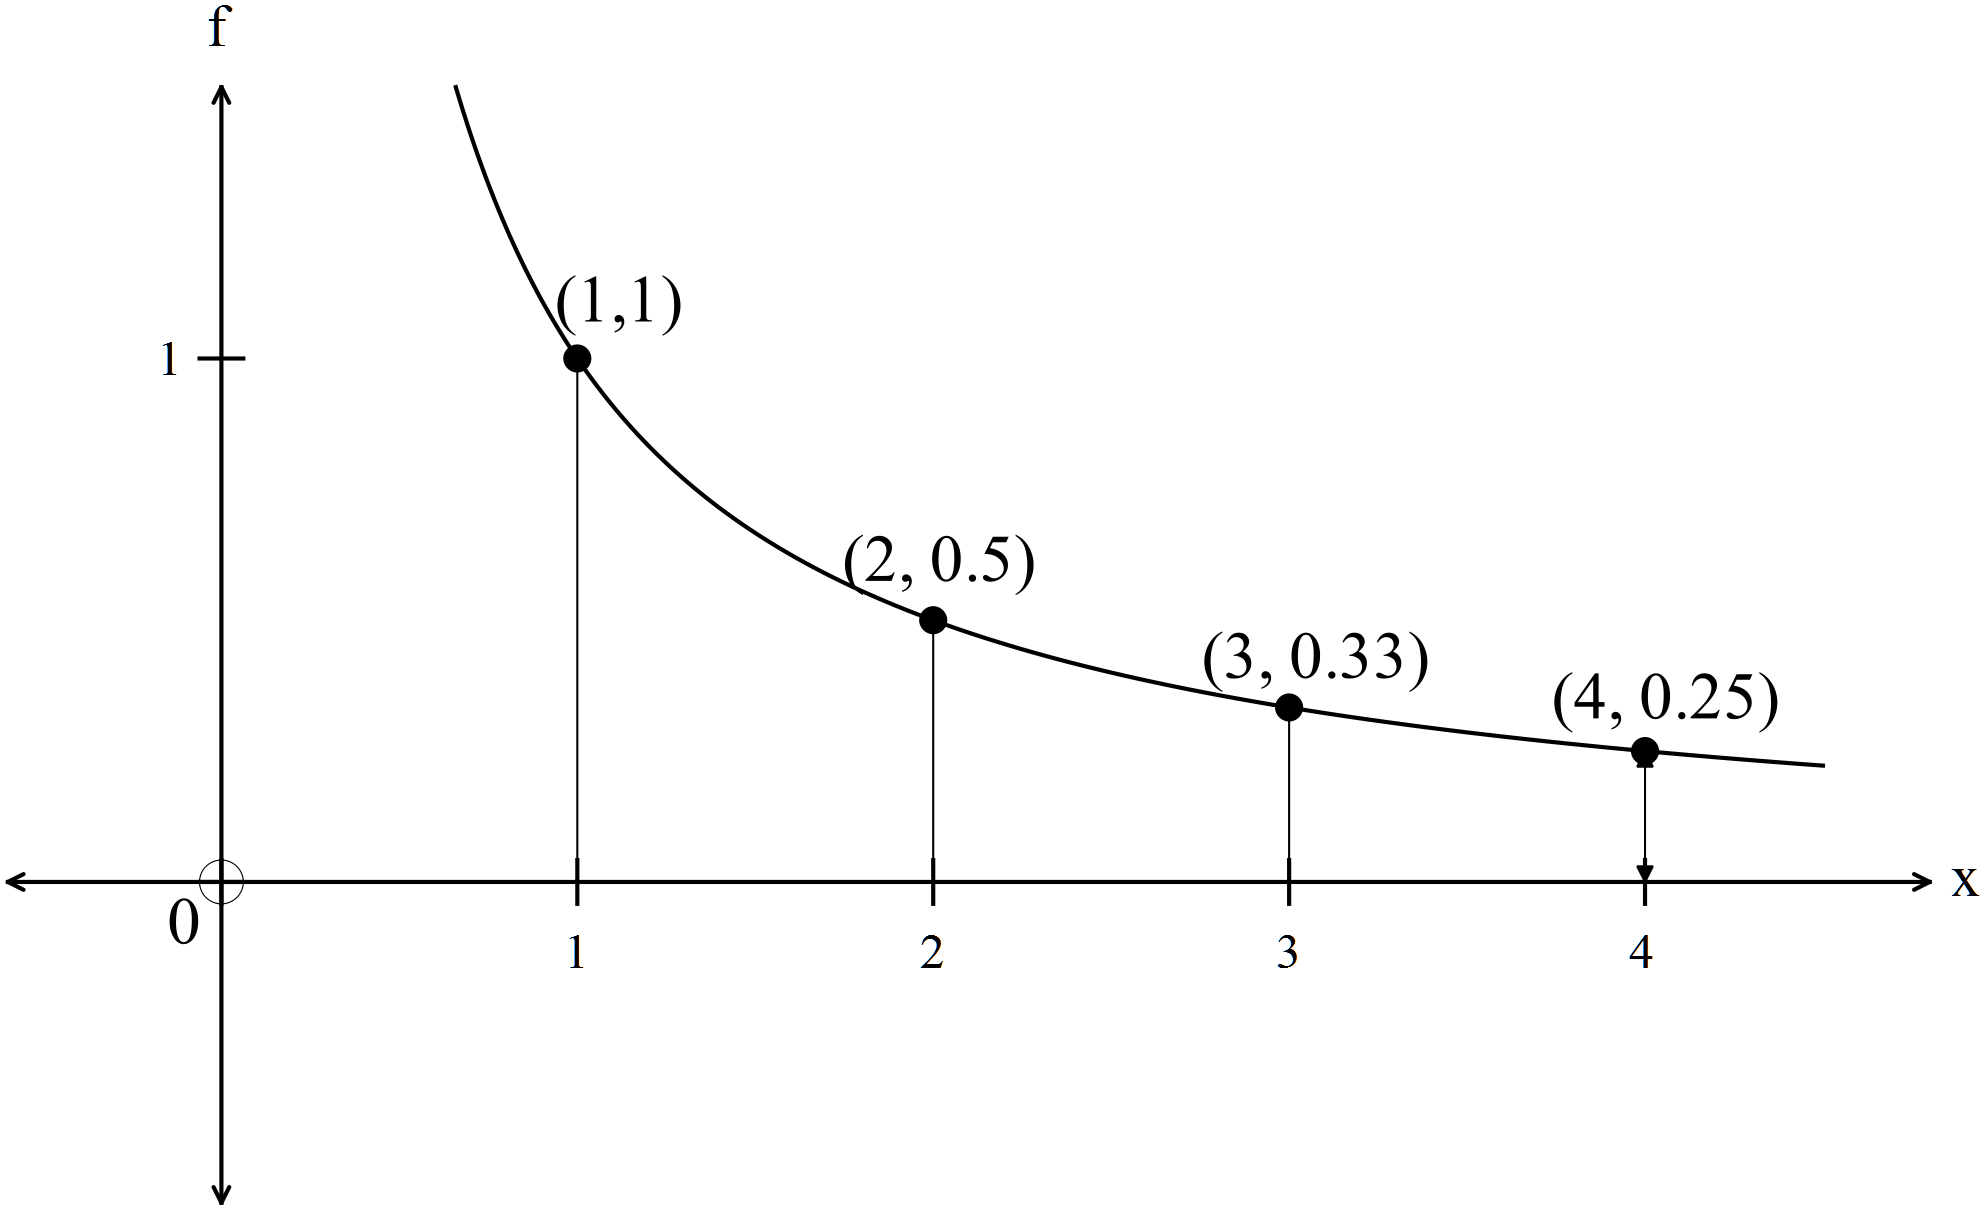 f
(1,1)
1
(2, 0.5)
(3, 0.33)
(4, 0.25)
x
0
1 2 3 4